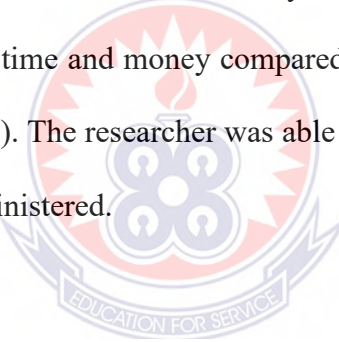 time and money compared
). The researcher was able
inistered.
EDUCATION FOR SERVICE